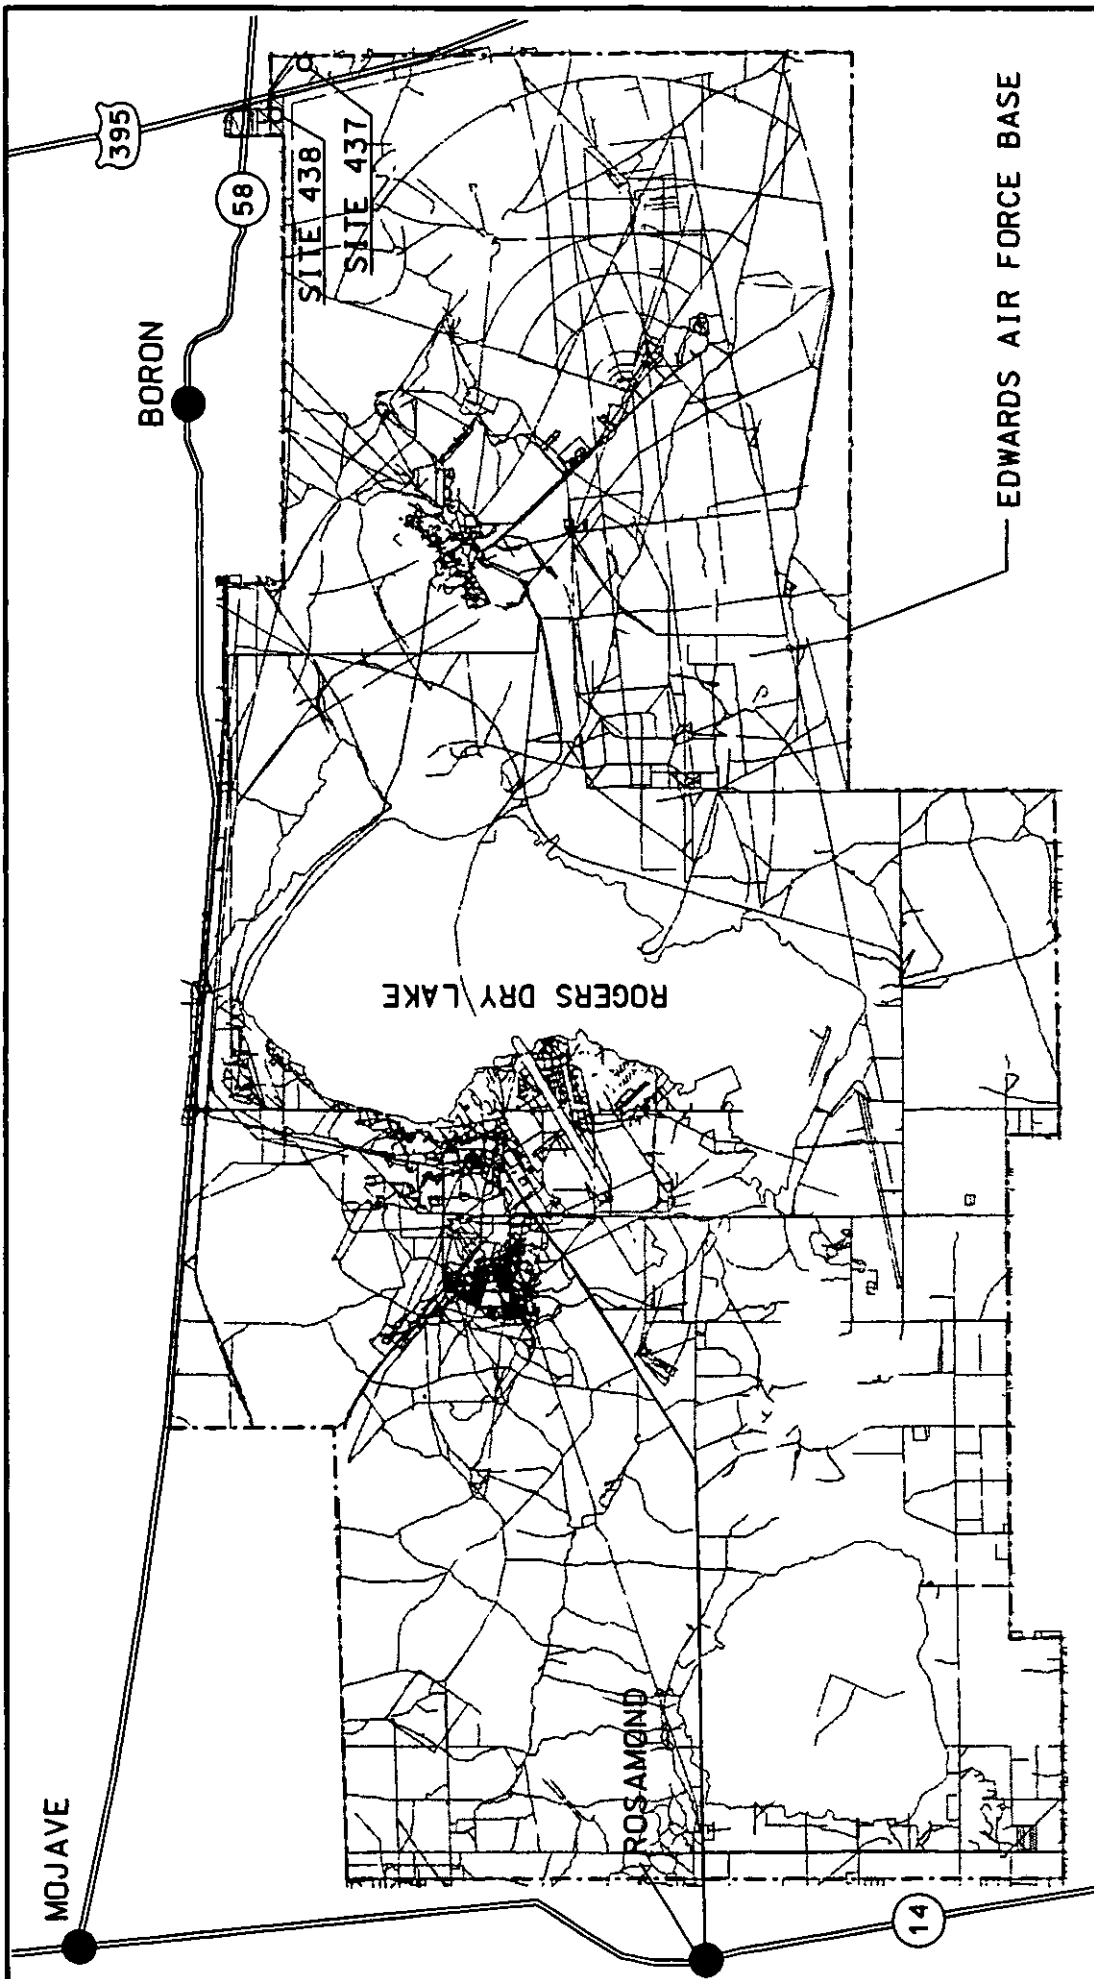 MOJAVE
BORON
395
58
SITE 438
SITE 437
ROGERS DRY LAKE
ROSAMOND
14
EDWARDS AIR FORCE BASE